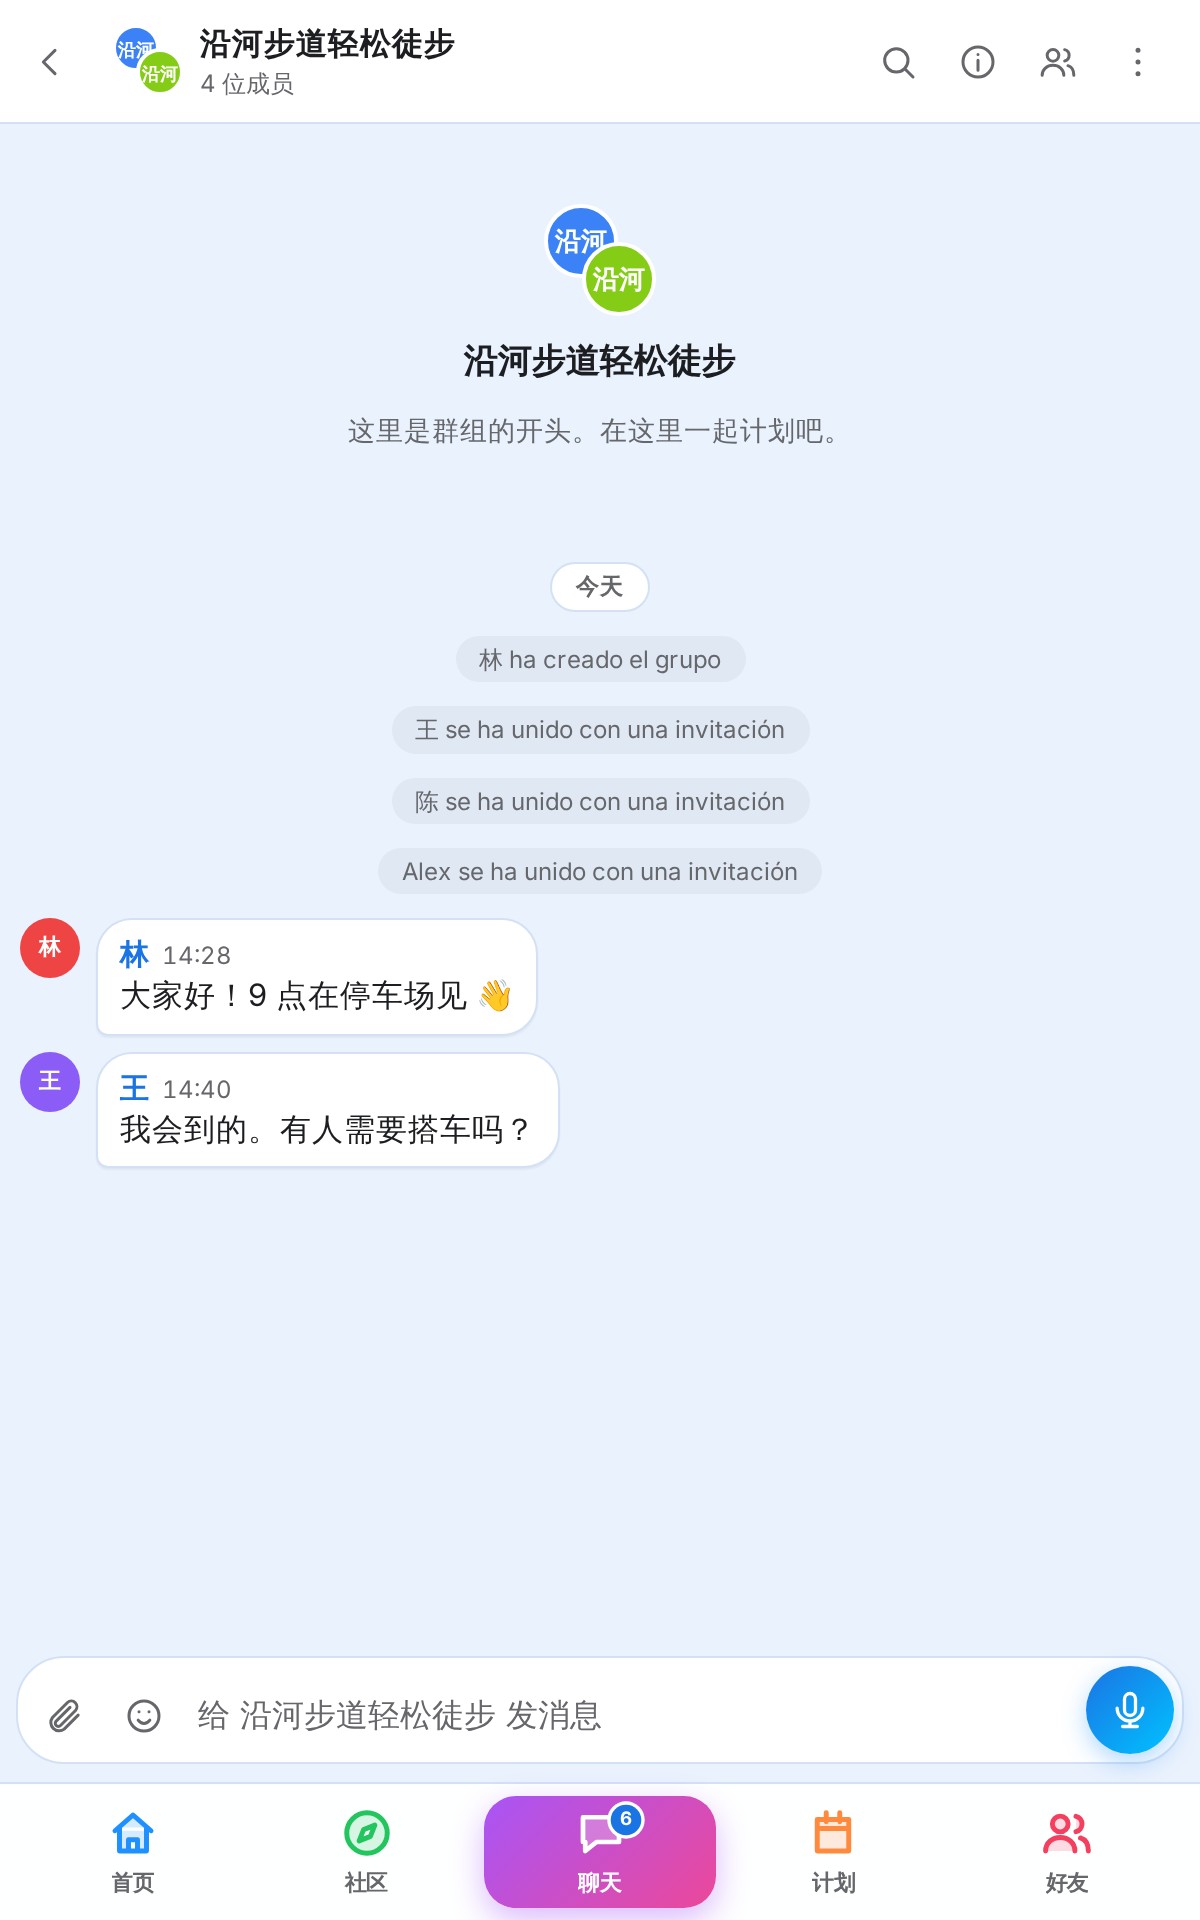 沿河
沿河
沿河步道轻松徒步
4 位成员
沿河
沿河
沿河步道轻松徒步
这里是群组的开头。在这里一起计划吧。
今天
林 ha creado el grupo
王 se ha unido con una invitación
陈 se ha unido con una invitación
Alex se ha unido con una invitación
林
林 14:28
大家好！9 点在停车场见 👋
王
王 14:40
我会到的。有人需要搭车吗？
给 沿河步道轻松徒步 发消息
6
首页
社区
聊天
计划
好友